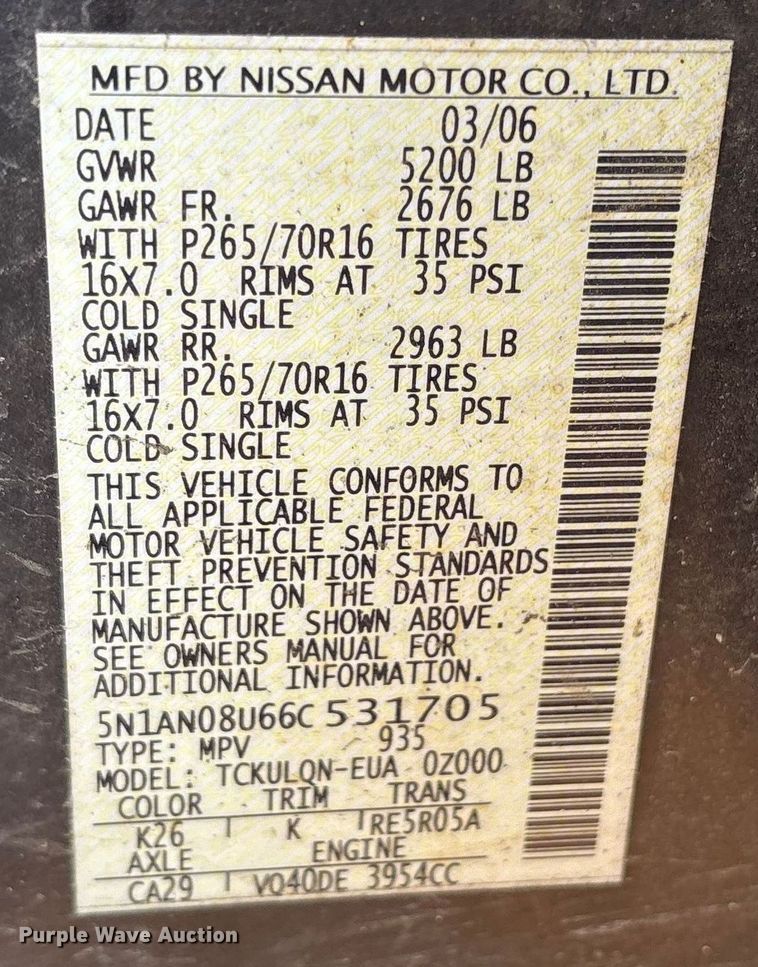 MFD BY NISSAN MOTOR CO., LTD.
DATE 03/06
GVWR 5200 LB
GAWR FR. 2676 LB
WITH P265/70R16 TIRES
16X7.0 RIMS AT 35 PSI
COLD SINGLE
GAWR RR. 2963 LB
WITH P265/70R16 TIRES
16X7.0 RIMS AT 35 PSI
COLD SINGLE
THIS VEHICLE CONFORMS TO
ALL APPLICABLE FEDERAL
MOTOR VEHICLE SAFETY AND
THEFT PREVENTION STANDARDS
IN EFFECT ON THE DATE OF
MANUFACTURE SHOWN ABOVE.
SEE OWNERS MANUAL FOR
ADDITIONAL INFORMATION.
5N1AN08U66C531705
TYPE: MPV 935
MODEL: TCKULQN-EUA 0Z000
COLOR TRIM TRANS
K26 K RE5R05A
AXLE ENGINE
CA29 VQ40DE 3954CC
Purple Wave Auction